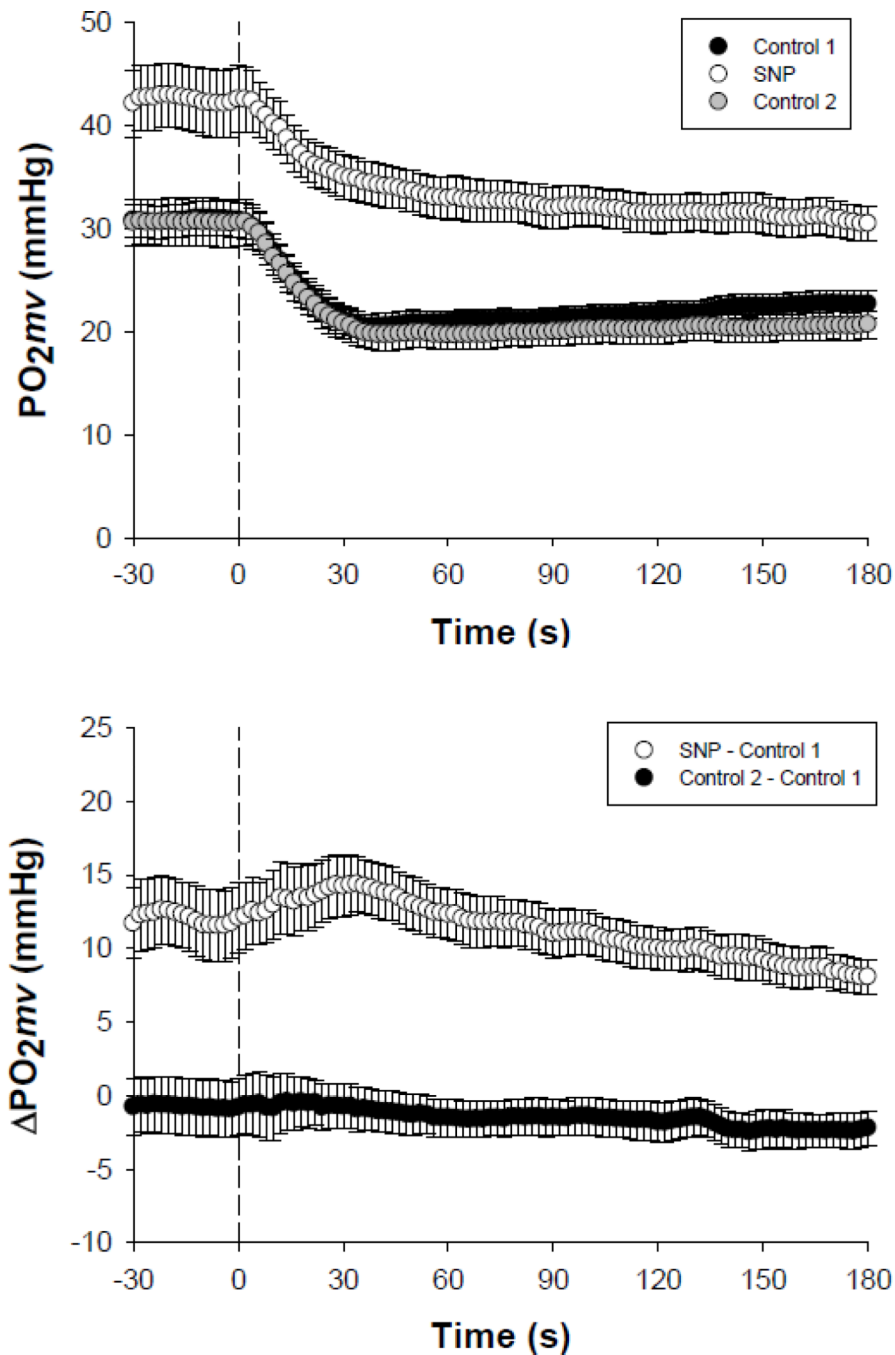 50
40
30
20
10
0
PO2mv (mmHg)
Control 1
SNP
Control 2
-30 0 30 60 90 120 150 180
Time (s)
25
20
15
10
5
0
-5
-10
ΔPO2mv (mmHg)
SNP - Control 1
Control 2 - Control 1
-30 0 30 60 90 120 150 180
Time (s)